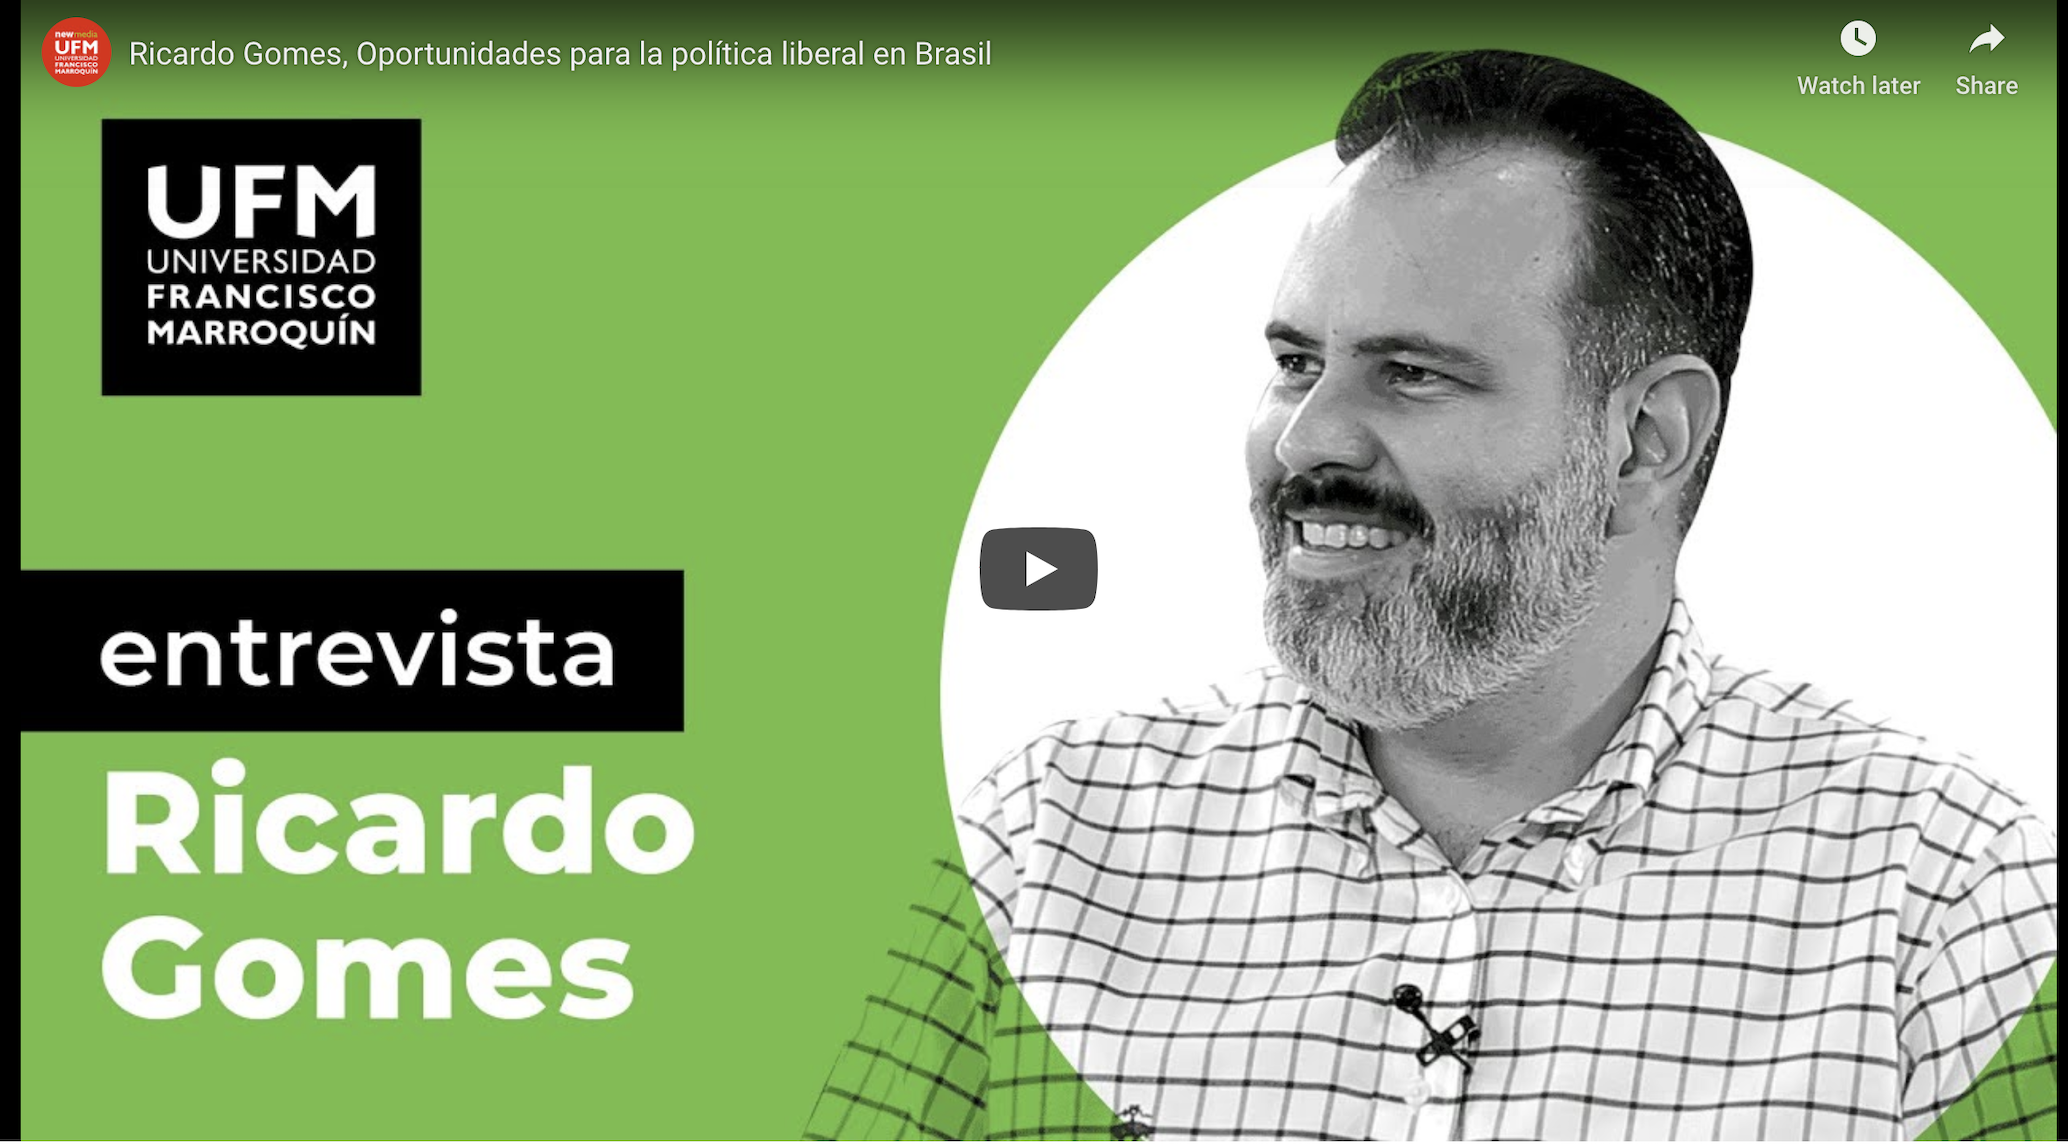 newmedia
UFM
UNIVERSIDAD
FRANCISCO
MARROQUÍN
Ricardo Gomes, Oportunidades para la política liberal en Brasil
Watch later
Share
UFM
UNIVERSIDAD
FRANCISCO
MARROQUÍN
entrevista
Ricardo
Gomes